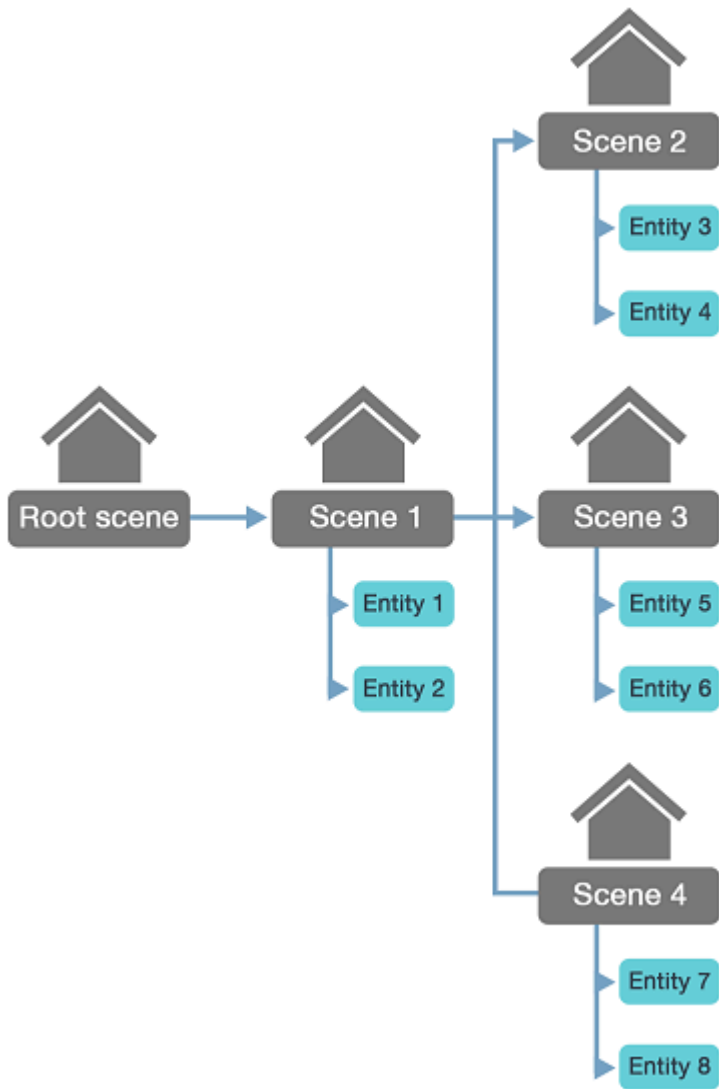 Scene 2
Entity 3
Entity 4
Root scene
Scene 1
Entity 1
Entity 2
Scene 3
Entity 5
Entity 6
Scene 4
Entity 7
Entity 8